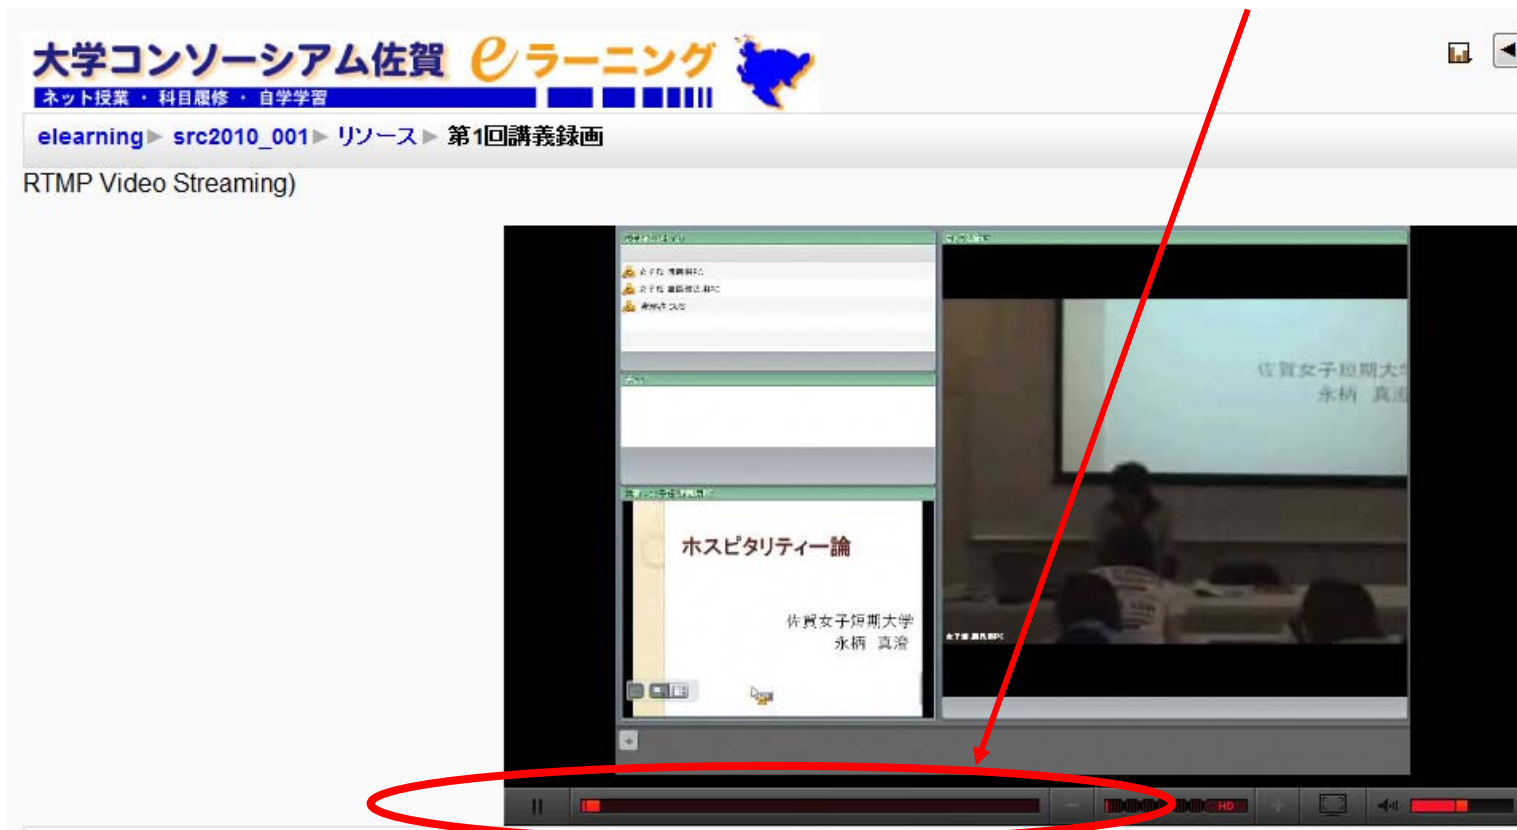 大学コンソーシアム佐賀 eラーニング
ネット授業 ・ 科目履修 ・ 自学学習
elearning▶ src2010_001▶ リソース▶ 第1回講義録画
RTMP Video Streaming)
佐賀女子短期大
永柄 真澄
ホスピタリティー論
佐賀女子短期大学
永柄 真澄
HD